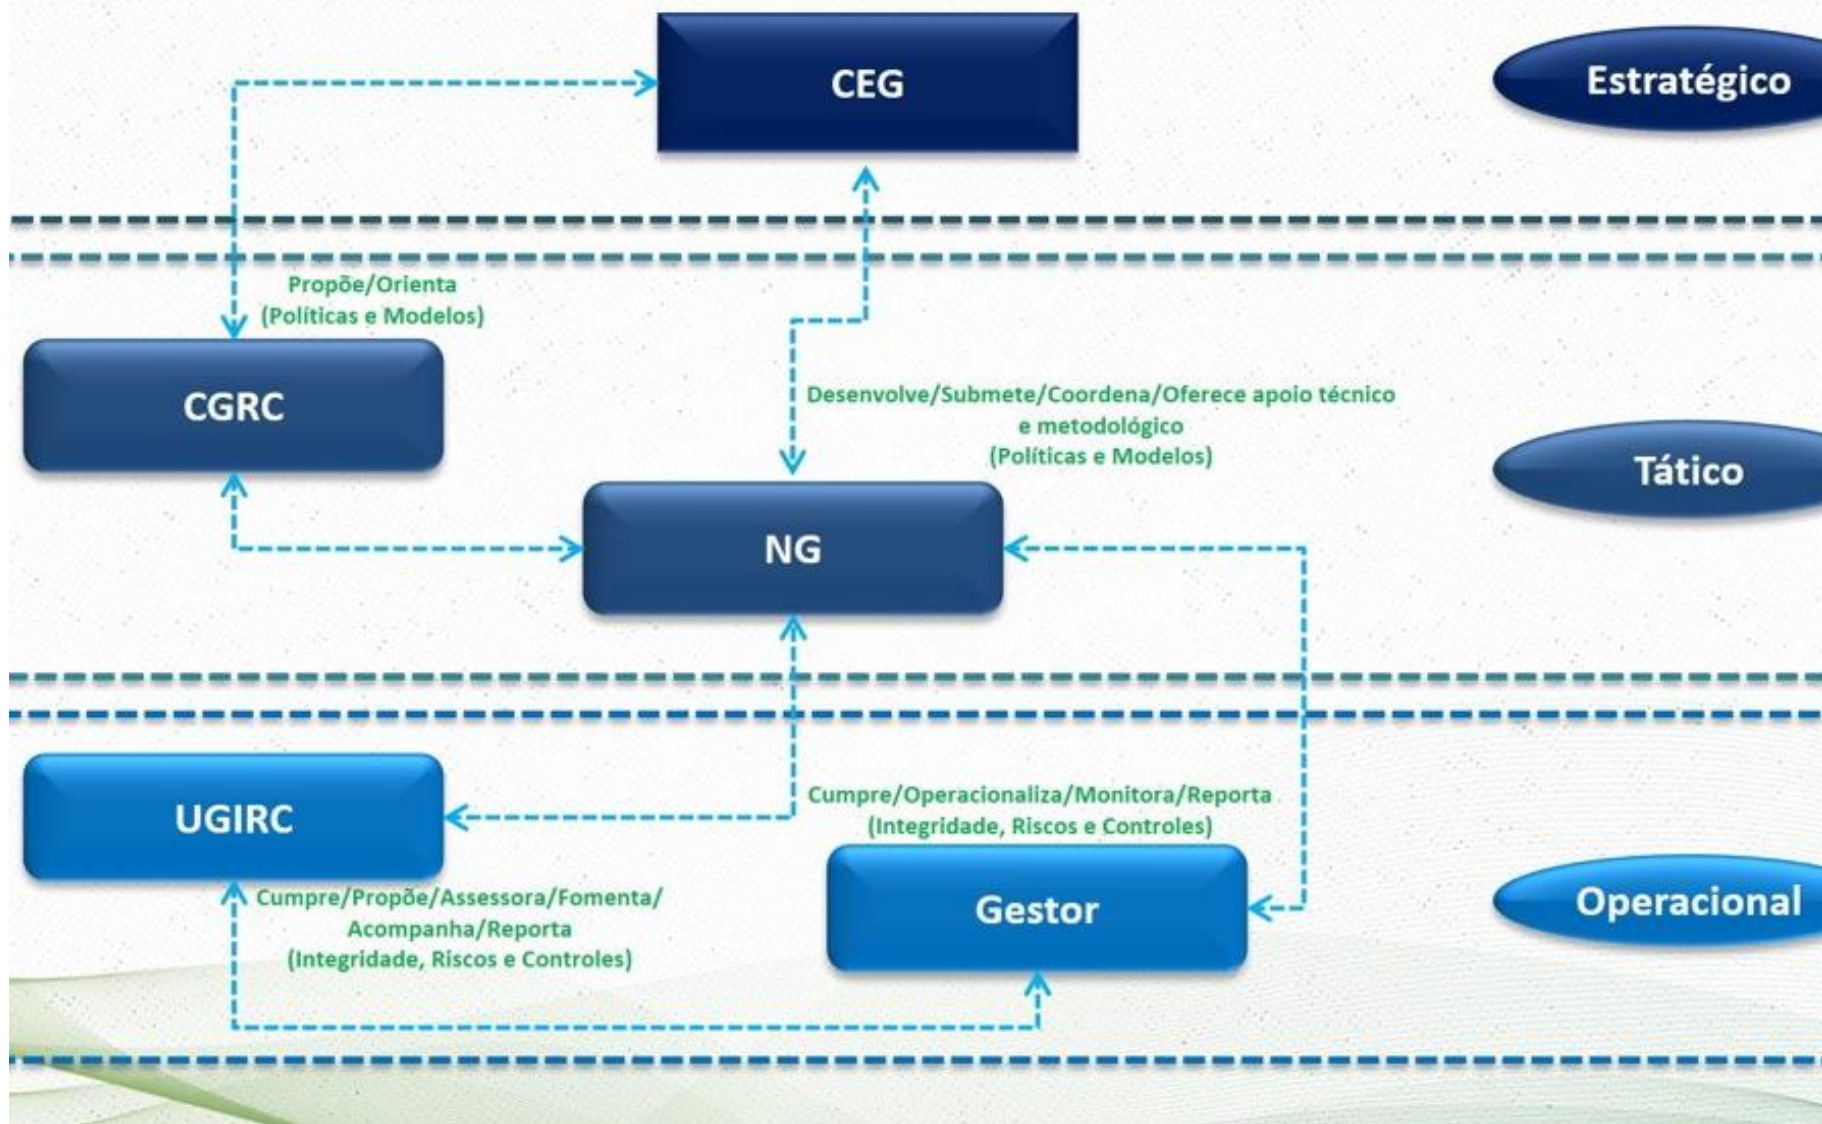 CEG
Estratégico
Propõe/Orienta
(Políticas e Modelos)
CGRC
Desenvolve/Submete/Coordena/Oferece apoio técnico
e metodológico
(Políticas e Modelos)
Tático
NG
UGIRC
Cumpre/Operacionaliza/Monitora/Reporta
(Integridade, Riscos e Controles)
Cumpre/Propõe/Assessora/Fomenta/
Acompanha/Reporta
(Integridade, Riscos e Controles)
Gestor
Operacional